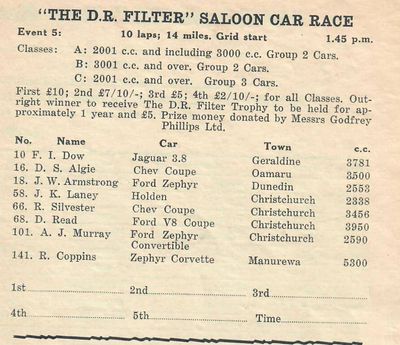 "THE D.R. FILTER" SALOON CAR RACE
Event 5: 10 laps; 14 miles. Grid start 1.45 p.m.
Classes: A: 2001 c.c. and including 3000 c.c. Group 2 Cars.
B: 3001 c.c. and over. Group 2 Cars.
C: 2001 c.c. and over. Group 3 Cars.
First £10; 2nd £7/10/-; 3rd £5; 4th £2/10/-; for all Classes. Out-
right winner to receive The D.R. Filter Trophy to be held for ap-
proximately 1 year and £5. Prize money donated by Messrs Godfrey
Phillips Ltd.
No. Name Car Town c.c.
10 F. I. Dow Jaguar 3.8 Geraldine 3781
16. D. S. Algie Chev Coupe Oamaru 3500
18. J. W. Armstrong Ford Zephyr Dunedin 2553
58. J. K. Laney Holden Christchurch 2338
66. R. Silvester Chev Coupe Christchurch 3456
68. D. Read Ford V8 Coupe Christchurch 3950
101. A. J. Murray Ford Zephyr Convertible Christchurch 2590
141. R. Coppins Zephyr Corvette Manurewa 5300
1st 2nd 3rd
4th 5th Time